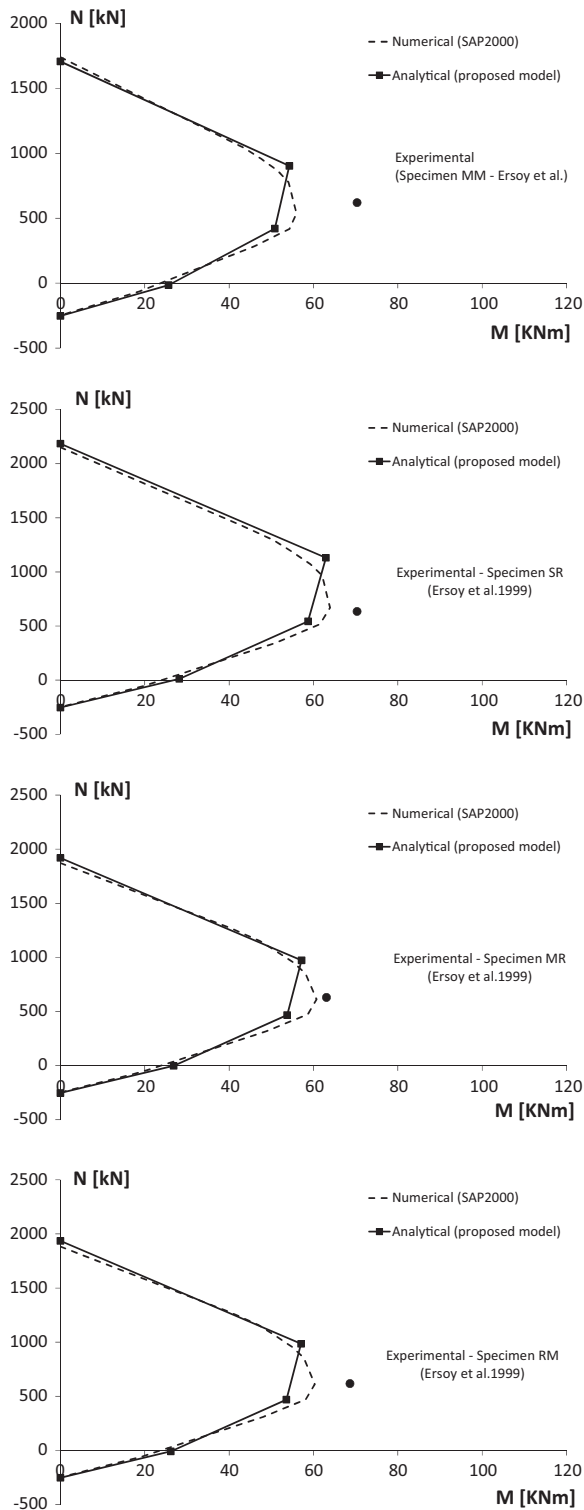 N [kN]
2000
Numerical (SAP2000)
1500
Analytical (proposed model)
1000
Experimental
(Specimen MM - Ersoy et al.)
500
0
0 20 40 60 80 100 120
M [KNm]
-500
N [kN]
2500
Numerical (SAP2000)
2000
Analytical (proposed model)
1500
1000
Experimental - Specimen SR
(Ersoy et al.1999)
500
0
0 20 40 60 80 100 120
M [KNm]
-500
N [kN]
2500
Numerical (SAP2000)
2000
Analytical (proposed model)
1500
1000
Experimental - Specimen MR
(Ersoy et al.1999)
500
0
0 20 40 60 80 100 120
M [KNm]
-500
N [kN]
2500
Numerical (SAP2000)
2000
Analytical (proposed model)
1500
1000
Experimental - Specimen RM
(Ersoy et al.1999)
500
0
0 20 40 60 80 100 120
M [KNm]
-500